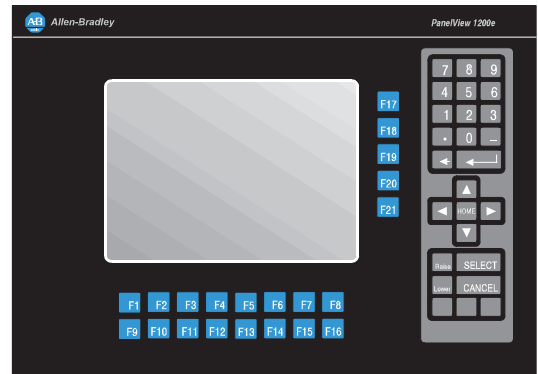 AB Allen-Bradley PanelView 1200e
7 8 9
4 5 6
1 2 3
. 0 –
F17
F18
F19
F20
F21
HOME
Raise SELECT
Lower CANCEL
F1 F2 F3 F4 F5 F6 F7 F8
F9 F10 F11 F12 F13 F14 F15 F16